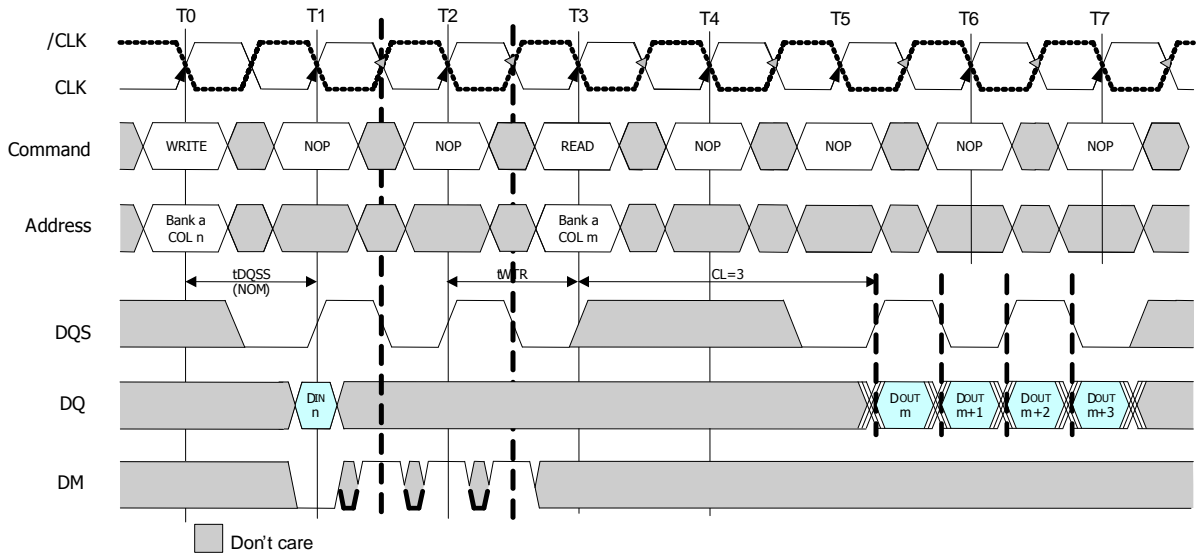 T0 T1 T2 T3 T4 T5 T6 T7
/CLK
CLK
Command WRITE NOP NOP READ NOP NOP NOP NOP
Address Bank a COL n Bank a COL m
tDQSS (NOM) tWTR CL=3
DQS
DQ DIN n DOUT m DOUT m+1 DOUT m+2 DOUT m+3
DM
Don't care